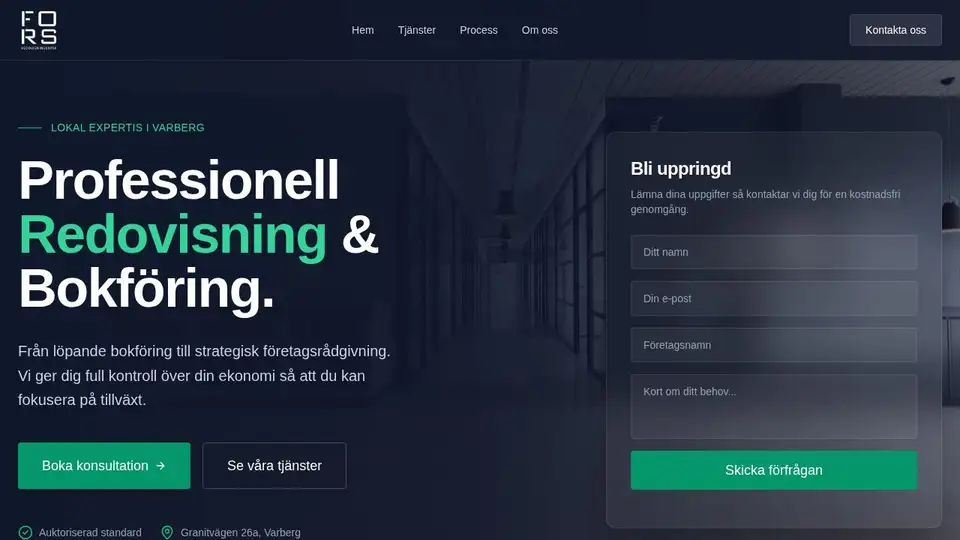 FO
RS
Hem
Tjänster
Process
Om oss
Kontakta oss
LOKAL EXPERTIS I VARBERG
Professionell
Redovisning &
Bokföring.
Från löpande bokföring till strategisk företagsrådgivning.
Vi ger dig full kontroll över din ekonomi så att du kan
fokusera på tillväxt.
Boka konsultation →
Se våra tjänster
Auktoriserad standard
Granitvägen 26a, Varberg
Bli uppringd
Lämna dina uppgifter så kontaktar vi dig för en kostnadsfri
genomgång.
Ditt namn
Din e-post
Företagsnamn
Kort om ditt behov...
Skicka förfrågan